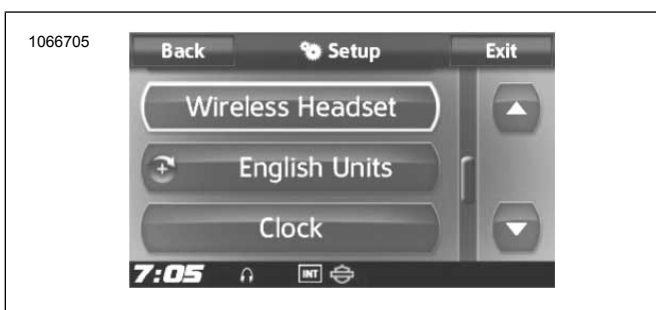 1066705
Back Setup Exit
Wireless Headset
English Units
Clock
7:05 INT